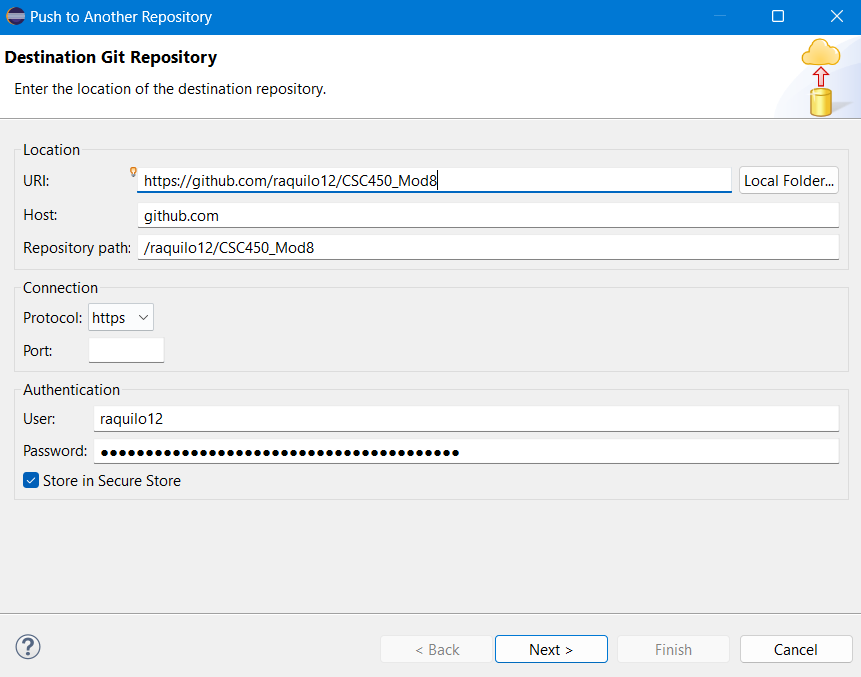 Push to Another Repository
Destination Git Repository
Enter the location of the destination repository.
Location
URI: https://github.com/raquilo12/CSC450_Mod8 Local Folder...
Host: github.com
Repository path: /raquilo12/CSC450_Mod8
Connection
Protocol: https
Port:
Authentication
User: raquilo12
Password: ●●●●●●●●●●●●●●●●●●●●●●●●●●●●●●●●●●●●●●●●
Store in Secure Store
? < Back Next > Finish Cancel